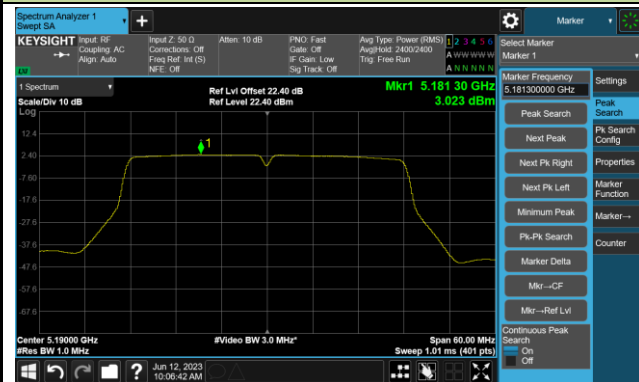 Spectrum Analyzer 1
Swept SA
Marker
KEYSIGHT
Input: RF
Coupling: AC
Align: Auto
Input Z: 50 Ω
Corrections: Off
Freq Ref: Int (S)
NFE: Off
Atten: 10 dB
PNO: Fast
Gate: Off
IF Gain: Low
Sig Track: Off
Avg Type: Power (RMS)
Avg|Hold: 2400/2400
Trig: Free Run
1 2 3 4 5 6
A W W W W W
A N N N N N
LVI
Select Marker
Marker 1
1 Spectrum
Scale/Div 10 dB
Ref Lvl Offset 22.40 dB
Ref Level 22.40 dBm
Mkr1 5.181 30 GHz
3.023 dBm
Log
12.4
2.40
-7.60
-17.6
-27.6
-37.6
-47.6
-57.6
-67.6
1
Center 5.19000 GHz
#Res BW 1.0 MHz
#Video BW 3.0 MHz*
Span 60.00 MHz
Sweep 1.01 ms (401 pts)
Marker Frequency
5.181300000 GHz
Peak Search
Next Peak
Next Pk Right
Next Pk Left
Minimum Peak
Pk-Pk Search
Marker Delta
Mkr→CF
Mkr→Ref Lvl
Continuous Peak
Search
On
Off
Settings
Peak
Search
Pk Search
Config
Properties
Marker
Function
Marker→
Counter
Jun 12, 2023
10:06:42 AM